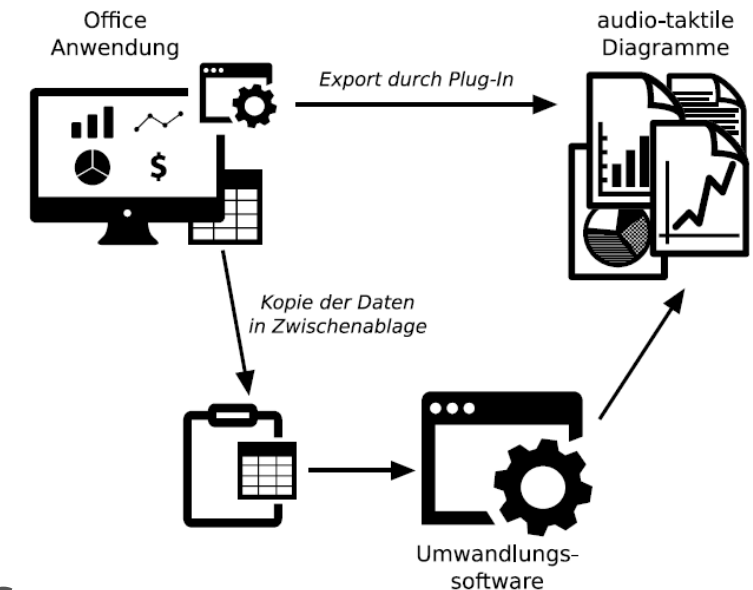 Office
Anwendung
audio-taktile
Diagramme
Export durch Plug-In
$
Kopie der Daten
in Zwischenablage
Umwandlungs-
software